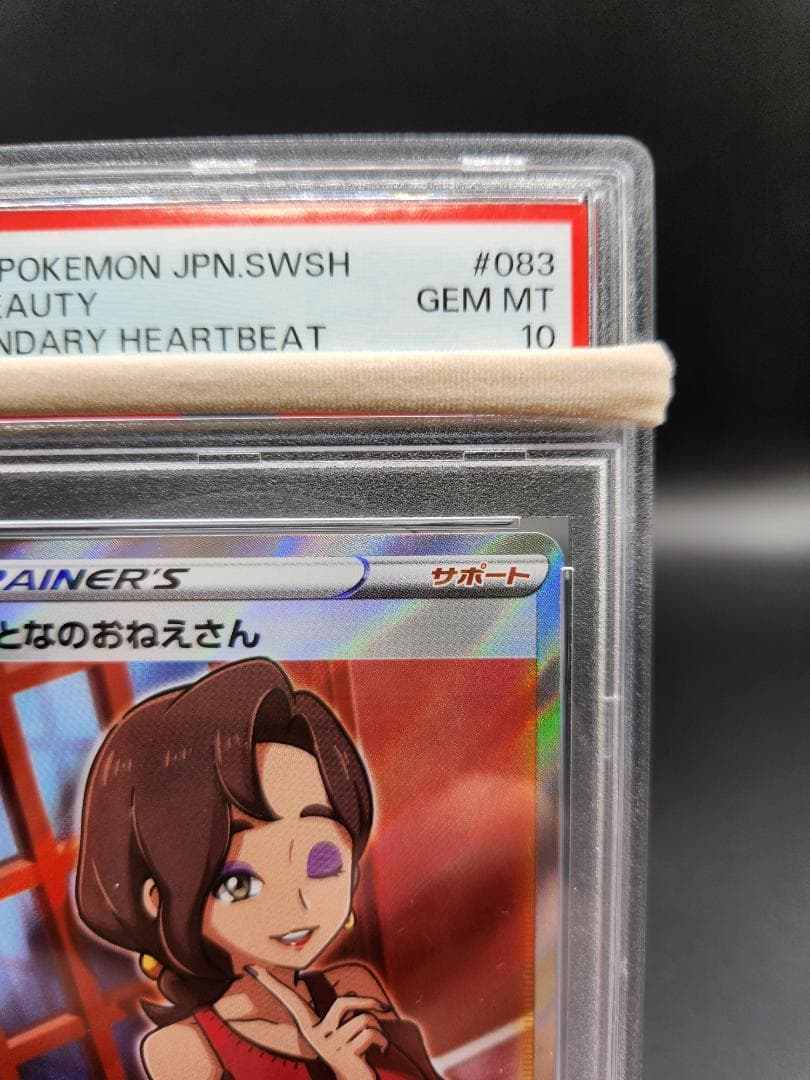 POKEMON JPN.SWSH #083
EAUTY GEM MT
NDARY HEARTBEAT 10
AINER'S サポート
となのおねえさん